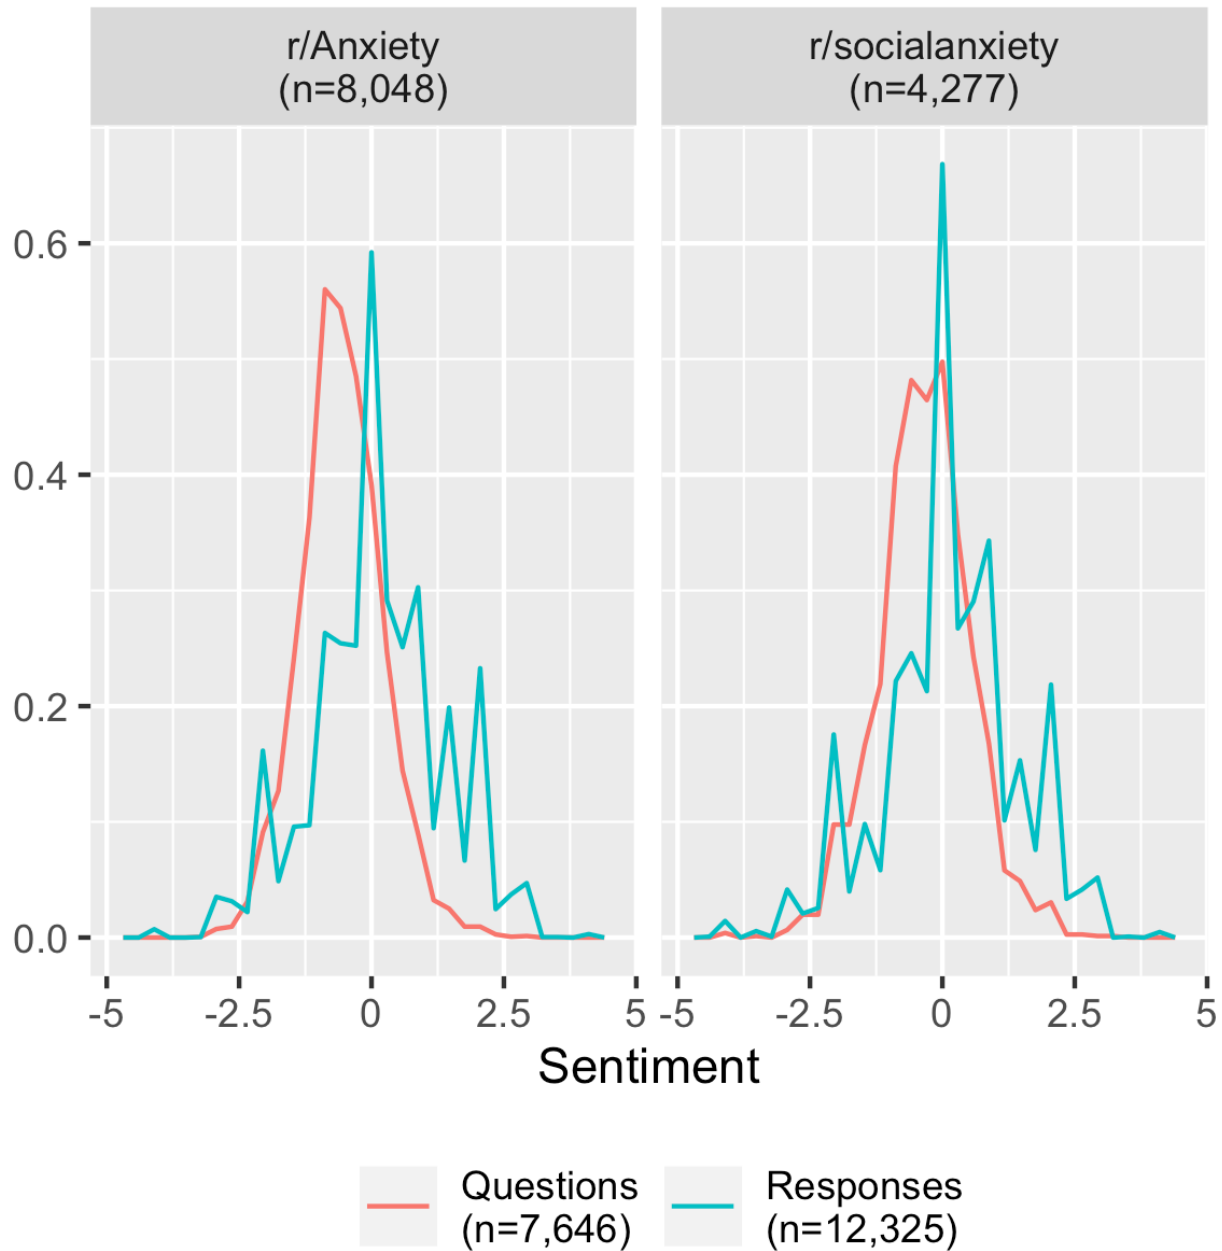 r/Anxiety
(n=8,048)
r/socialanxiety
(n=4,277)
0.6
0.4
0.2
0.0
-5 -2.5 0 2.5 5 -5 -2.5 0 2.5 5
Sentiment
Questions
(n=7,646)
Responses
(n=12,325)